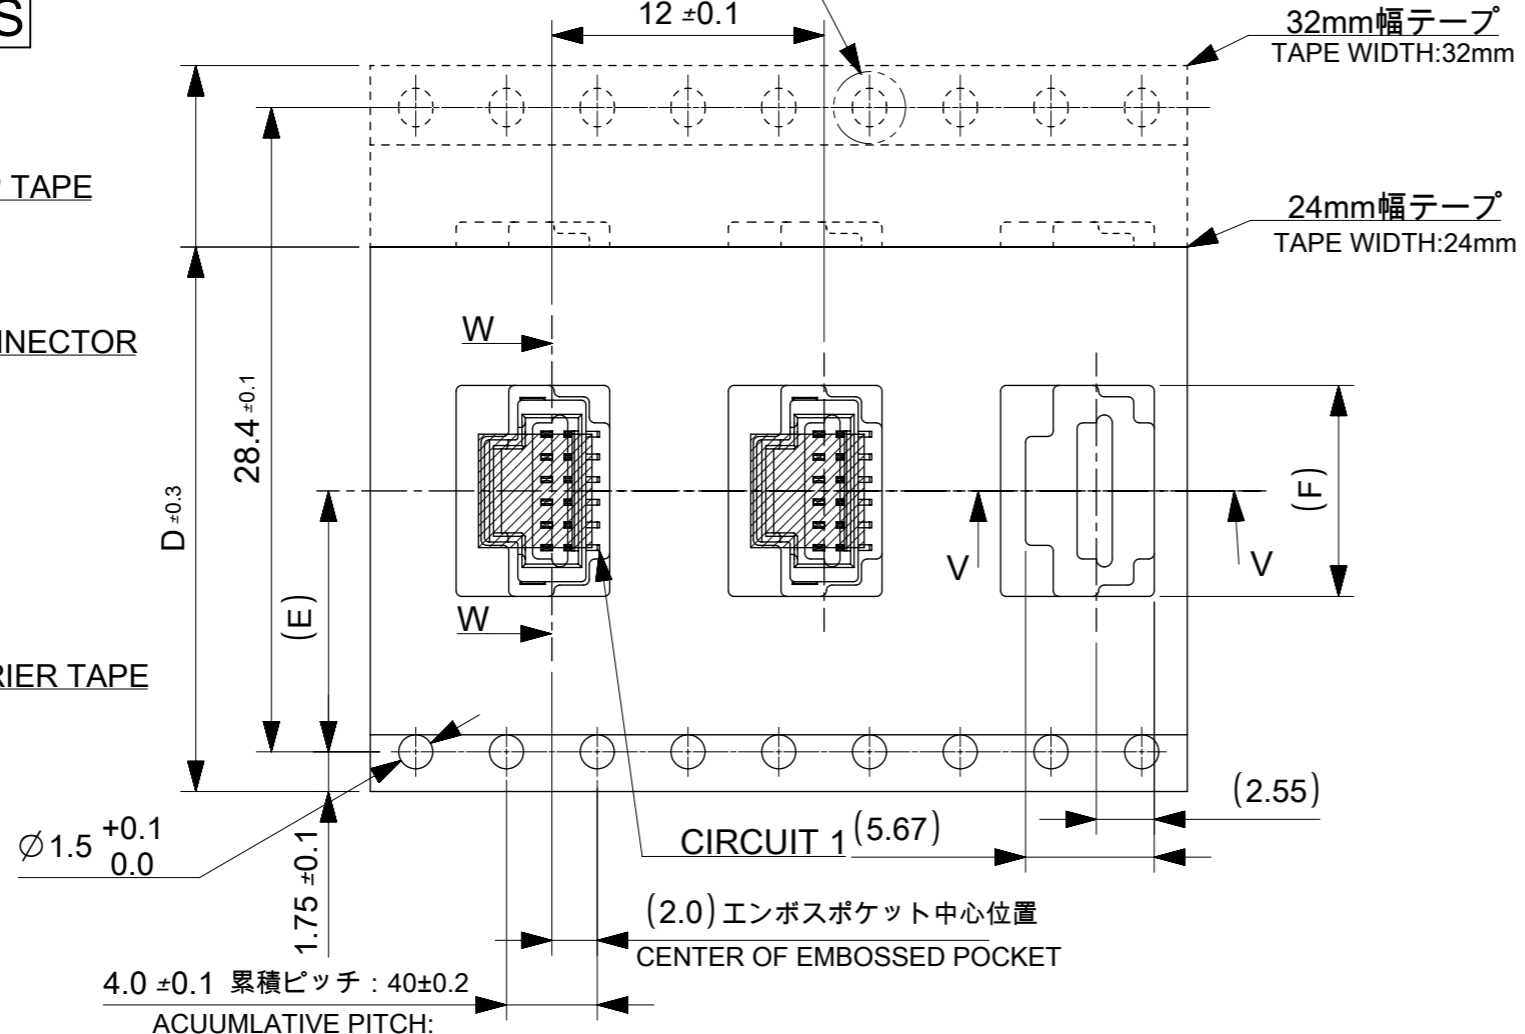 S
12 ±0.1
32mm幅テープ
TAPE WIDTH:32mm
TAPE
24mm幅テープ
TAPE WIDTH:24mm
W
NNECTOR
28.4 ±0.1
D ±0.3
(F)
V
V
(E)
W
RIER TAPE
(2.55)
⌀1.5 +0.1
0.0
1.75 ±0.1
CIRCUIT 1
(5.67)
(2.0) エンボスポケット中心位置
CENTER OF EMBOSSED POCKET
4.0 ±0.1 累積ピッチ : 40±0.2
ACUUMLATIVE PITCH: